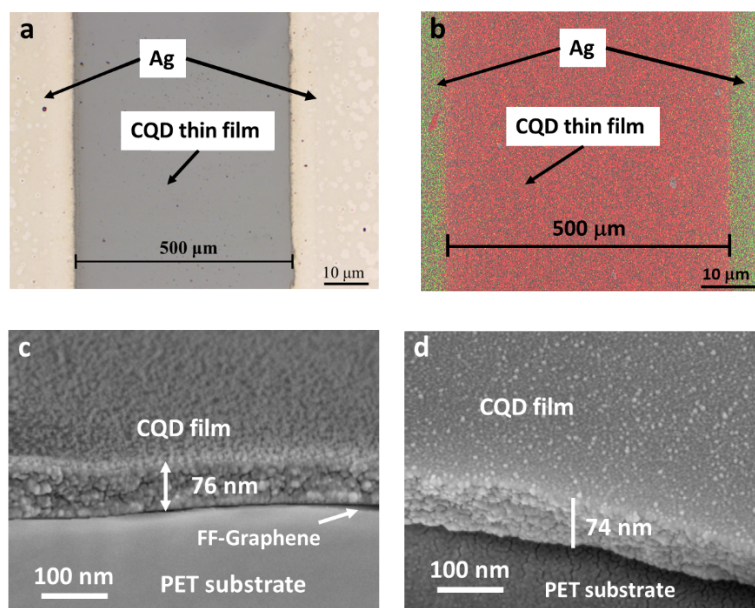 a
Ag
CQD thin film
500 μm
10 μm
b
Ag
CQD thin film
500 μm
10 μm
c
CQD film
76 nm
FF-Graphene
100 nm
PET substrate
d
CQD film
74 nm
100 nm
PET substrate